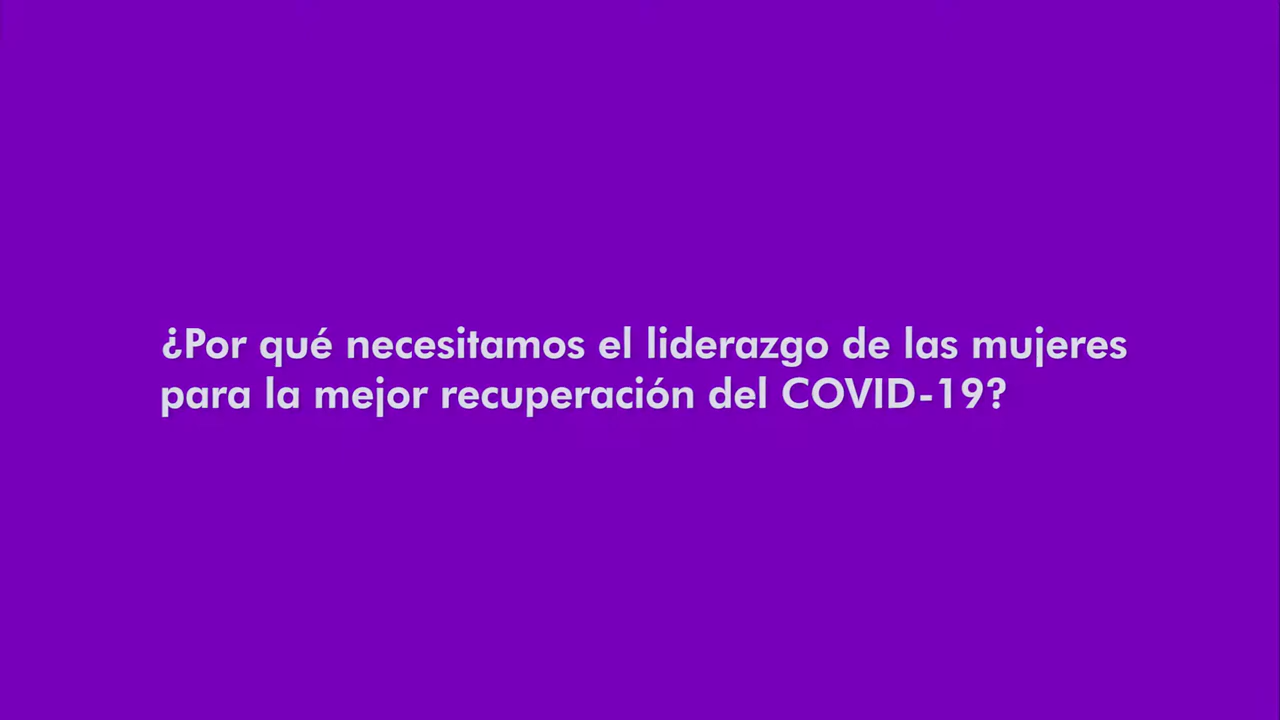 ¿Por qué necesitamos el liderazgo de las mujeres
para la mejor recuperación del COVID-19?